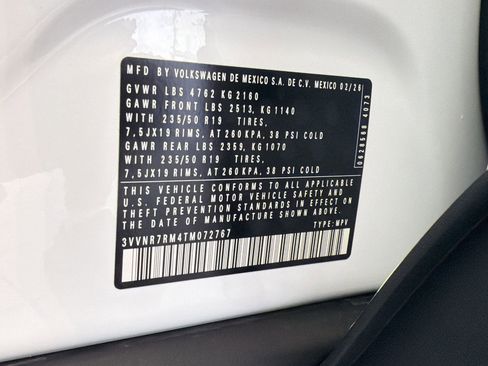 MFD. BY VOLKSWAGEN DE MEXICO S.A. DE C.V. MEXICO 02/26
GVWR LBS 4762 KG 2160
GAWR FRONT LBS 2513, KG 1140
WITH 235/50 R19 TIRES,
7,5JX19 RIMS, AT 260 KPA, 38 PSI COLD
GAWR REAR LBS 2359, KG 1070
WITH 235/50 R19 TIRES,
7,5JX19 RIMS, AT 260 KPA, 38 PSI COLD
THIS VEHICLE CONFORMS TO ALL APPLICABLE
U.S. FEDERAL MOTOR VEHICLE SAFETY AND
THEFT PREVENTION STANDARDS IN EFFECT ON
THE DATE OF MANUFACTURE SHOWN ABOVE.
3VVNR7RM4TM072767 TYPE: MPV
0628568 4073